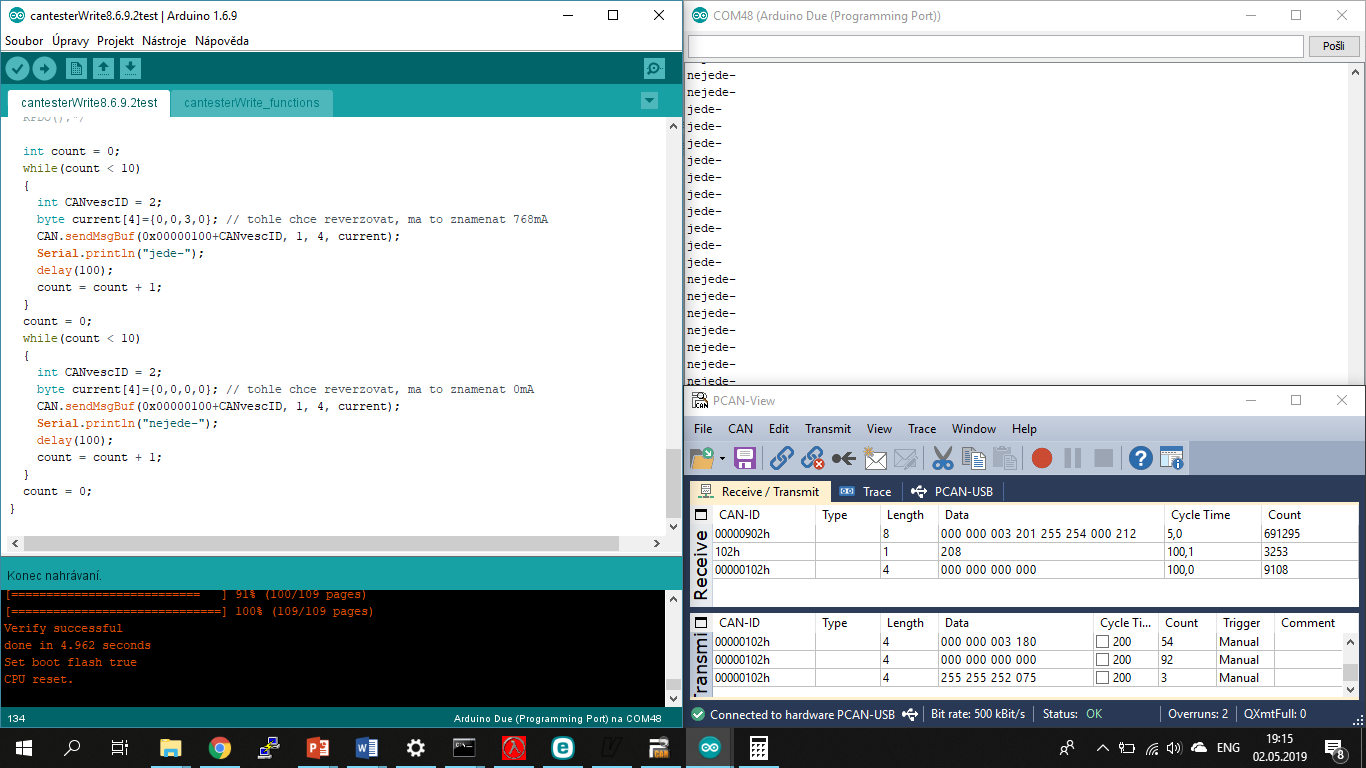 cantesterWrite8.6.9.2test | Arduino 1.6.9
Soubor Úpravy Projekt Nástroje Nápověda
cantesterWrite8.6.9.2test cantesterWrite_functions
int count = 0;
while(count < 10)
{
int CANvescID = 2;
byte current[4]={0,0,3,0}; // tohle chce reverzovat, ma to znamenat 768mA
CAN.sendMsgBuf(0x00000100+CANvescID, 1, 4, current);
Serial.println("jede-");
delay(100);
count = count + 1;
}
count = 0;
while(count < 10)
{
int CANvescID = 2;
byte current[4]={0,0,0,0}; // tohle chce reverzovat, ma to znamenat 0mA
CAN.sendMsgBuf(0x00000100+CANvescID, 1, 4, current);
Serial.println("nejede-");
delay(100);
count = count + 1;
}
count = 0;
}
Konec nahrávaní.
[===========================   ] 91% (100/109 pages)
[==============================] 100% (109/109 pages)
Verify successful
done in 4.962 seconds
Set boot flash true
CPU reset.
134 Arduino Due (Programming Port) na COM48
COM48 (Arduino Due (Programming Port))
Pošli
nejede-
nejede-
jede-
jede-
jede-
jede-
jede-
jede-
jede-
jede-
jede-
jede-
nejede-
nejede-
nejede-
nejede-
nejede-
nejede-
nejede-
PCAN-View
File CAN Edit Transmit View Trace Window Help
Receive / Transmit Trace PCAN-USB
Receive
CAN-ID Type Length Data Cycle Time Count
00000902h 8 000 000 003 201 255 254 000 212 5,0 691295
102h 1 208 100,1 3253
00000102h 4 000 000 000 000 100,0 9108
Transmi
CAN-ID Type Length Data Cycle Ti... Count Trigger Comment
00000102h 4 000 000 003 180 200 54 Manual
00000102h 4 000 000 000 000 200 92 Manual
00000102h 4 255 255 252 075 200 3 Manual
Connected to hardware PCAN-USB Bit rate: 500 kBit/s Status: OK Overruns: 2 QXmtFull: 0
ENG 19:15
02.05.2019 8